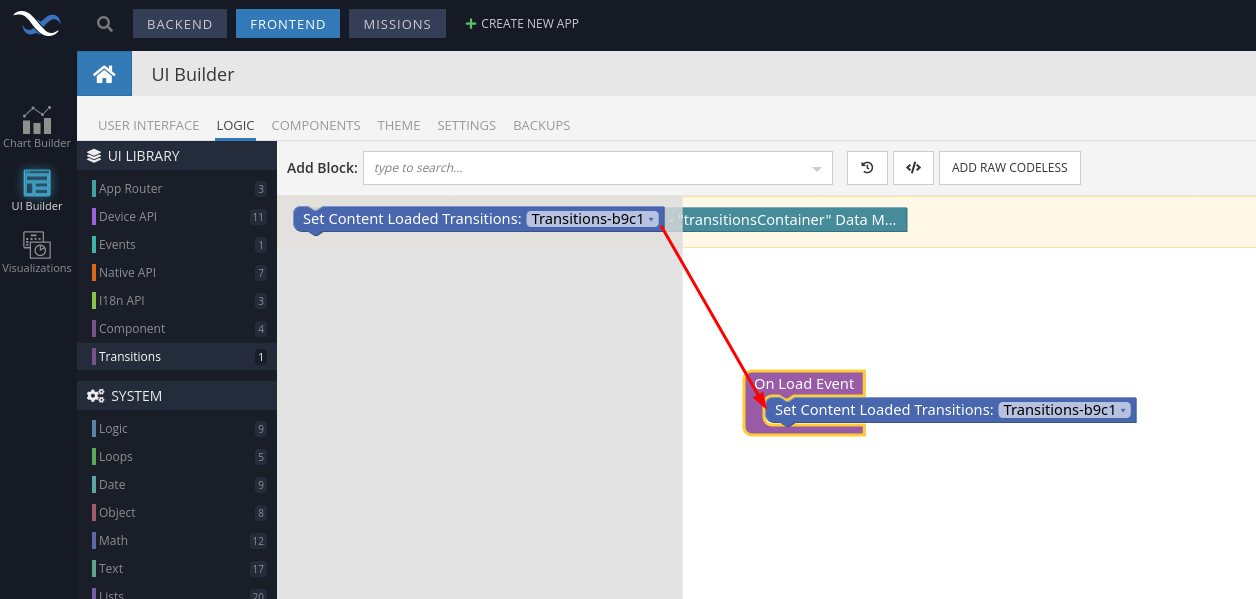 BACKEND FRONTEND MISSIONS + CREATE NEW APP
UI Builder
USER INTERFACE LOGIC COMPONENTS THEME SETTINGS BACKUPS
Chart Builder
UI Builder
Visualizations
UI LIBRARY
App Router 3
Device API 11
Events 1
Native API 7
I18n API 3
Component 4
Transitions 1
SYSTEM
Logic 9
Loops 5
Date 9
Object 8
Math 12
Text 17
Lists 20
Add Block: type to search... </> ADD RAW CODELESS
Set Content Loaded Transitions: Transitions-b9c1 - "transitionsContainer" Data M...
On Load Event
Set Content Loaded Transitions: Transitions-b9c1